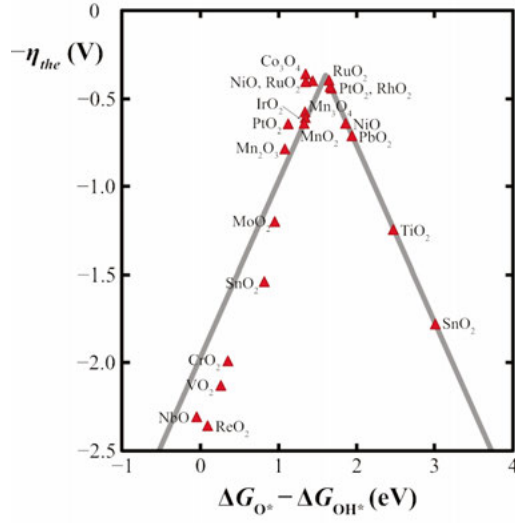 0
−η_the (V)
Co₃O₄
RuO₂
NiO, RuO₂
PtO₂, RhO₂
−0.5
IrO₂
Mn₃O₄
PtO₂
NiO
MnO₂
PbO₂
Mn₂O₃
−1.0
MoO₂
TiO₂
−1.5
SnO₂
SnO₂
−2.0
CrO₂
VO₂
NbO
ReO₂
−2.5
−1 0 1 2 3 4
ΔG_O* − ΔG_OH* (eV)